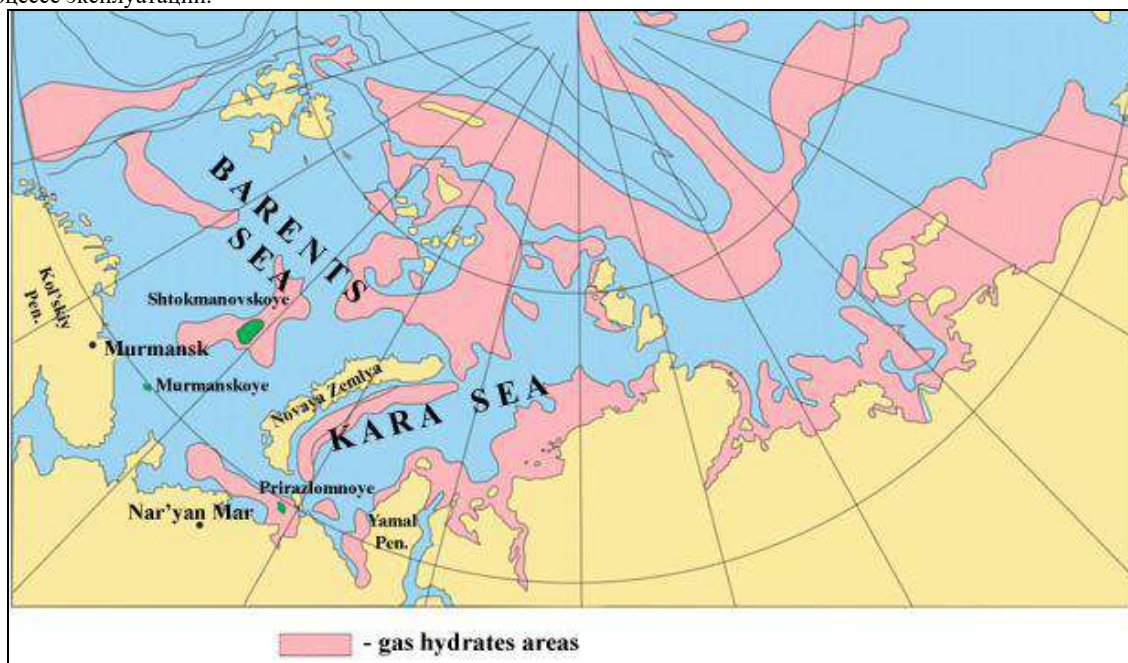 оцессе эксплуатации.
BARENTS
SEA
Shtokmanovskoye
Kol'skiy
Pen.
Murmansk
Murmanskoye
Novaya Zemlya
KARA SEA
Prirazlomnoye
Nar'yan Mar
Yamal
Pen.
- gas hydrates areas